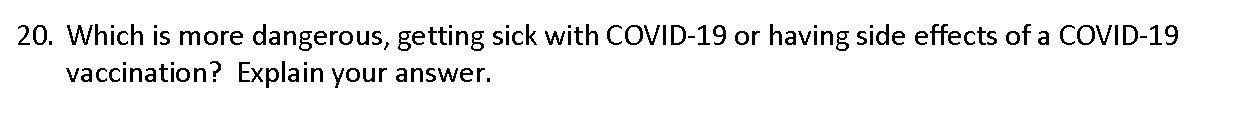 20. Which is more dangerous, getting sick with COVID-19 or having side effects of a COVID-19
vaccination? Explain your answer.